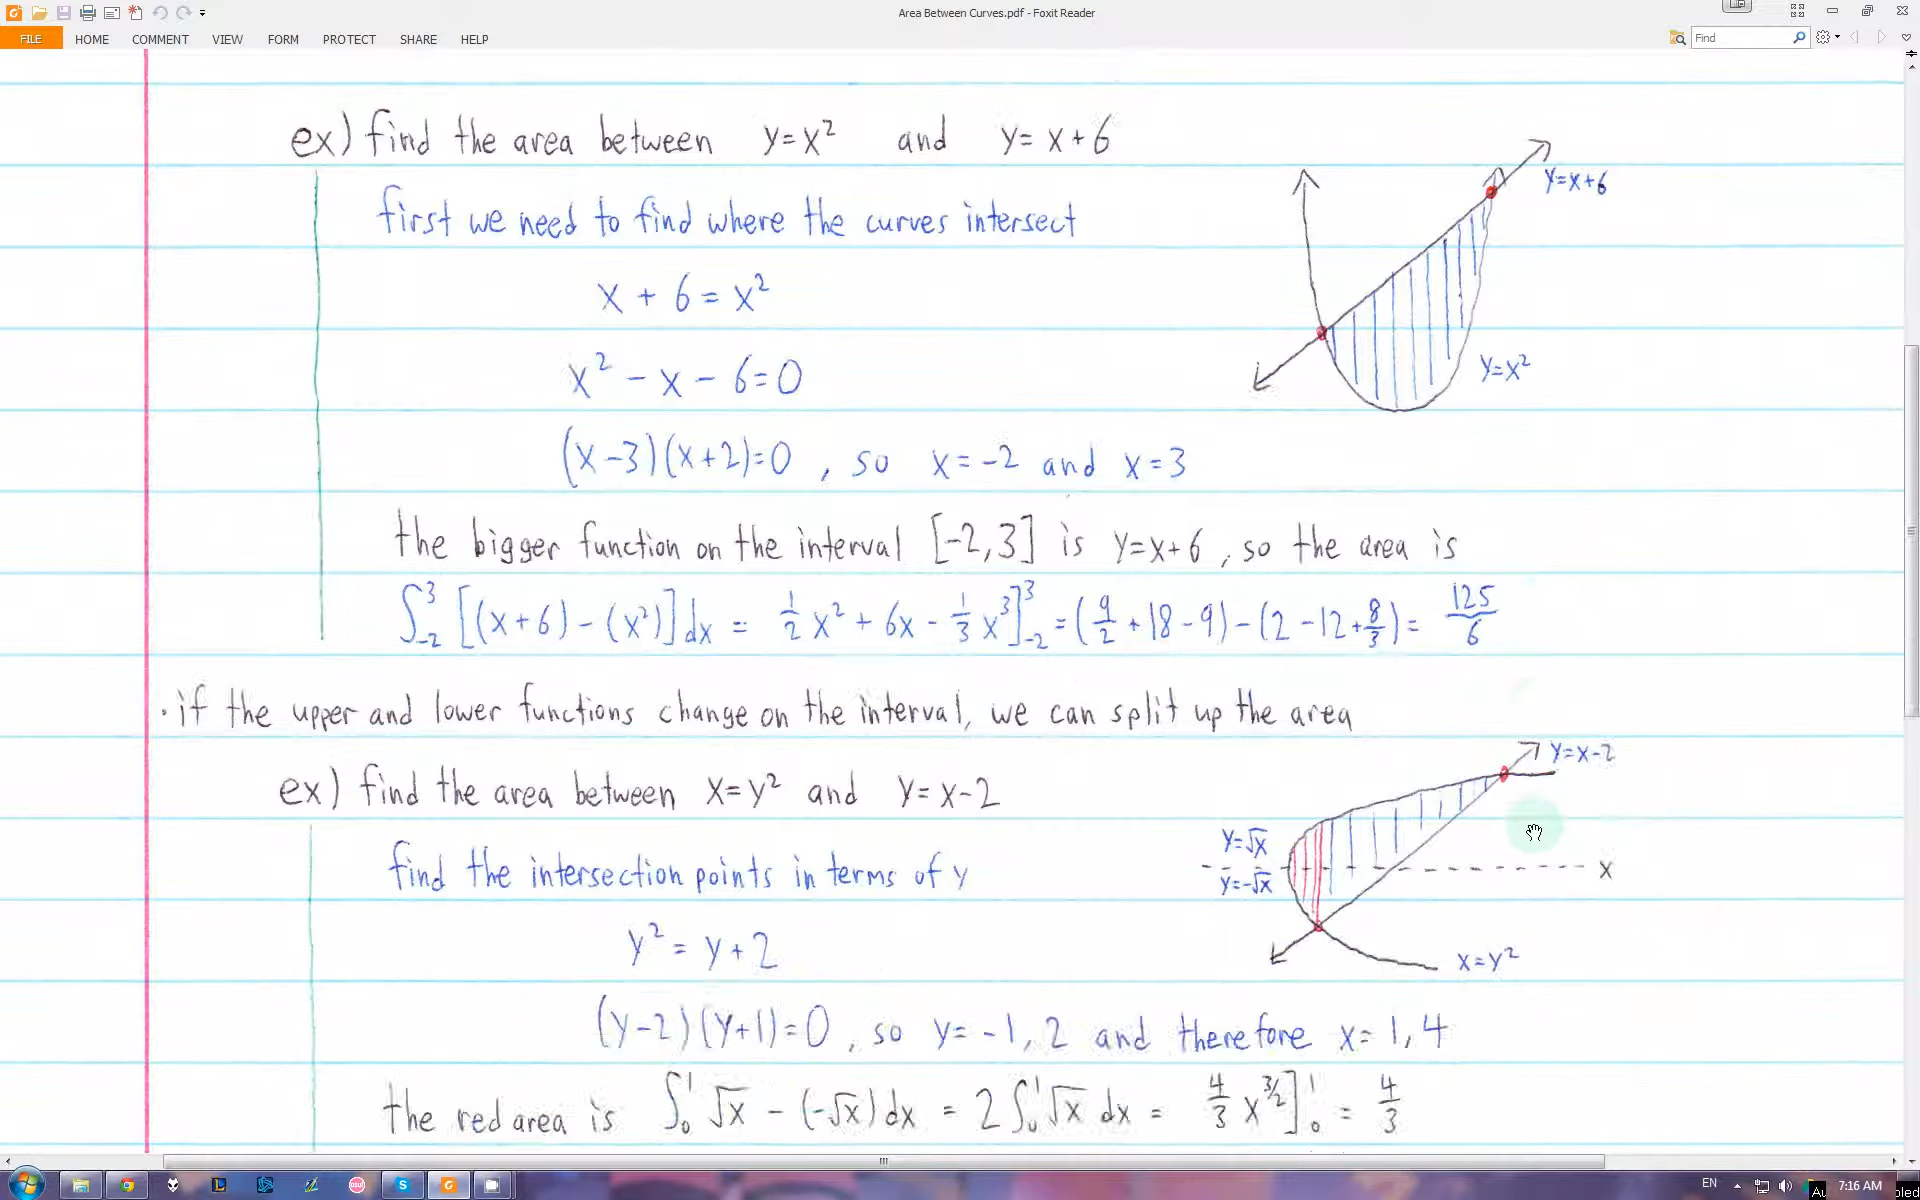 Area Between Curves.pdf - Foxit Reader
FILE HOME COMMENT VIEW FORM PROTECT SHARE HELP
Find
ex) find the area between y=x² and y= x+6
y=x+6
first we need to find where the curves intersect
x + 6 = x²
y=x²
x² - x - 6=0
(x-3)(x+2)=0, so x=-2 and x=3
the bigger function on the interval [-2,3] is y=x+6, so the area is
∫₋₂³ [(x+6)-(x²)]dx = 1/2 x² + 6x - 1/3 x³]₋₂³ = (9/2 +18-9)-(2-12+8/3) = 125/6
· if the upper and lower functions change on the interval, we can split up the area
y=x-2
ex) find the area between x=y² and y=x-2
y=√x
x
y=-√x
find the intersection points in terms of y
y² = y+2
x=y²
(y-2)(y+1)=0, so y= -1, 2 and therefore x= 1, 4
the red area is ∫₀¹ √x - (-√x)dx = 2∫₀¹√x dx = 4/3 x^3/2]₀¹ = 4/3
EN 7:16 AM